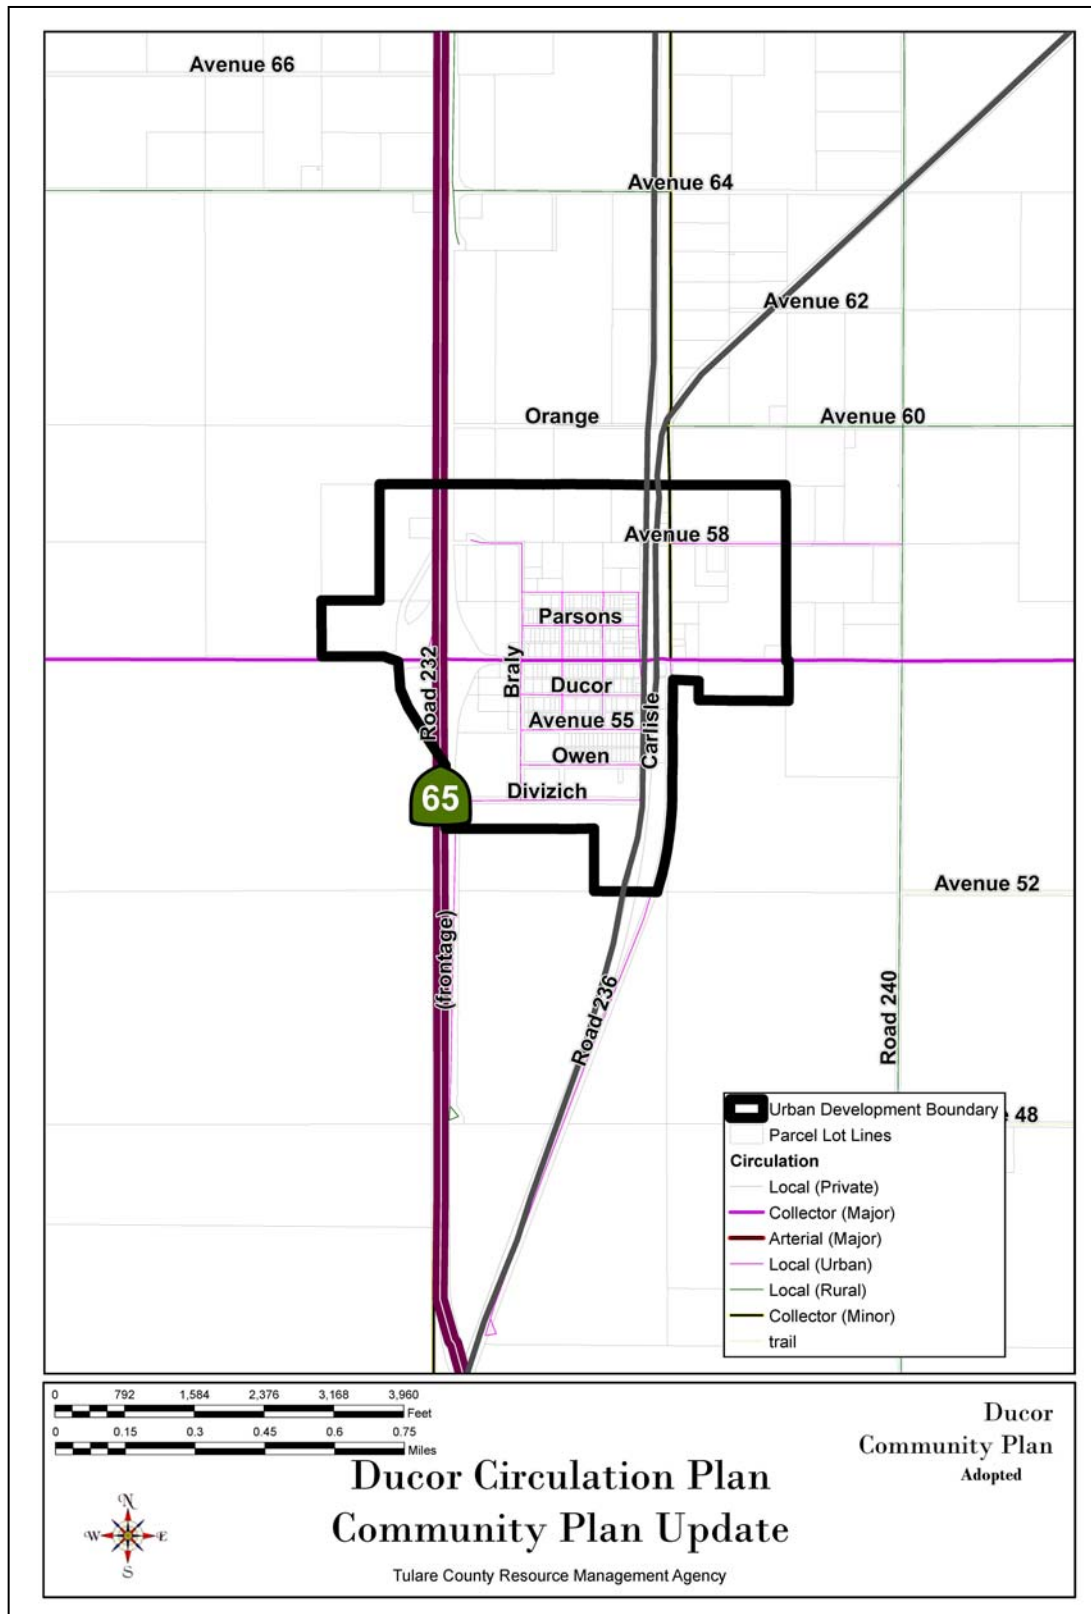 Avenue 66
Avenue 64
Avenue 62
Orange
Avenue 60
Avenue 58
Parsons
Road 232
Braly
Ducor
Carlisle
Avenue 55
Owen
Divizich
65
Avenue 52
(frontage)
Road 236
Road 240
48
Urban Development Boundary
Parcel Lot Lines
Circulation
Local (Private)
Collector (Major)
Arterial (Major)
Local (Urban)
Local (Rural)
Collector (Minor)
trail
0 792 1,584 2,376 3,168 3,960
Feet
0 0.15 0.3 0.45 0.6 0.75
Miles
Ducor
Community Plan
Adopted
Ducor Circulation Plan
Community Plan Update
N
W E
S
Tulare County Resource Management Agency